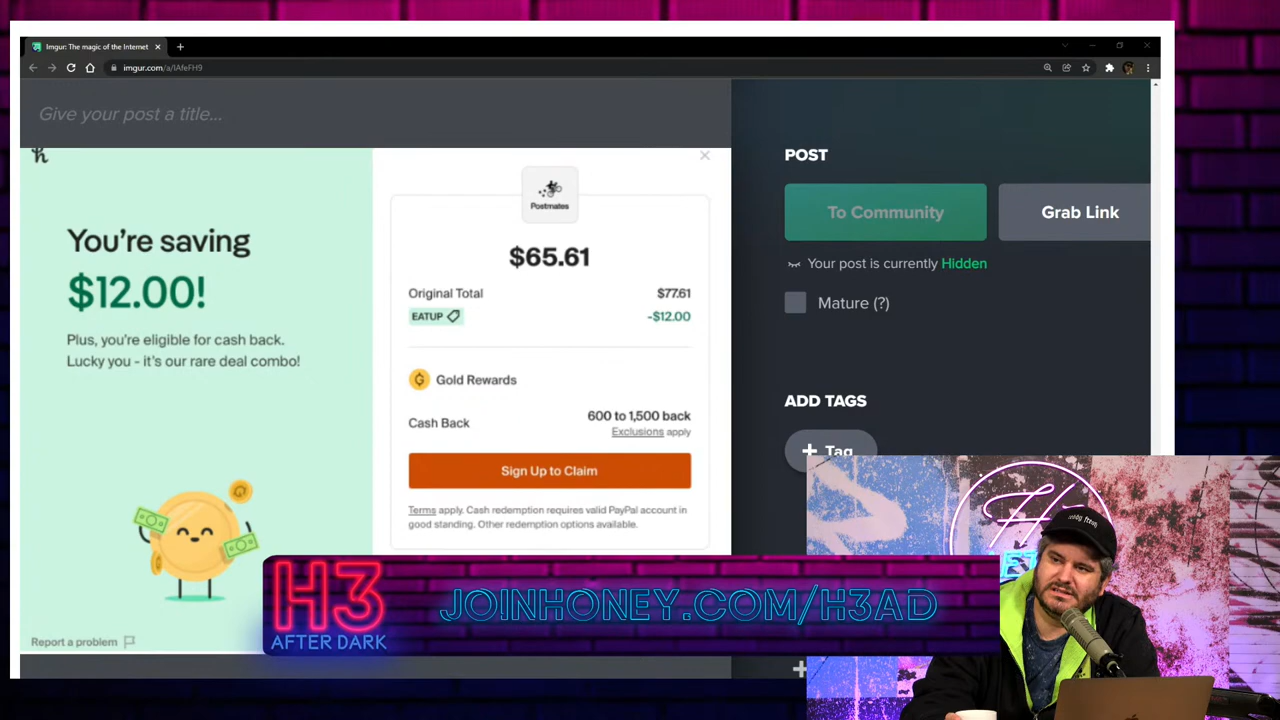 Imgur: The magic of the Internet
imgur.com/a/IAfeFH9
Give your post a title...
You're saving
$12.00!
Plus, you're eligible for cash back.
Lucky you - it's our rare deal combo!
Report a problem
Postmates
$65.61
Original Total $77.61
EATUP -$12.00
Gold Rewards
Cash Back 600 to 1,500 back
Exclusions apply
Sign Up to Claim
Terms apply. Cash redemption requires valid PayPal account in
good standing. Other redemption options available.
POST
To Community
Grab Link
Your post is currently Hidden
Mature (?)
ADD TAGS
+ Tag
H3
AFTER DARK
JOINHONEY.COM/H3AD
H3